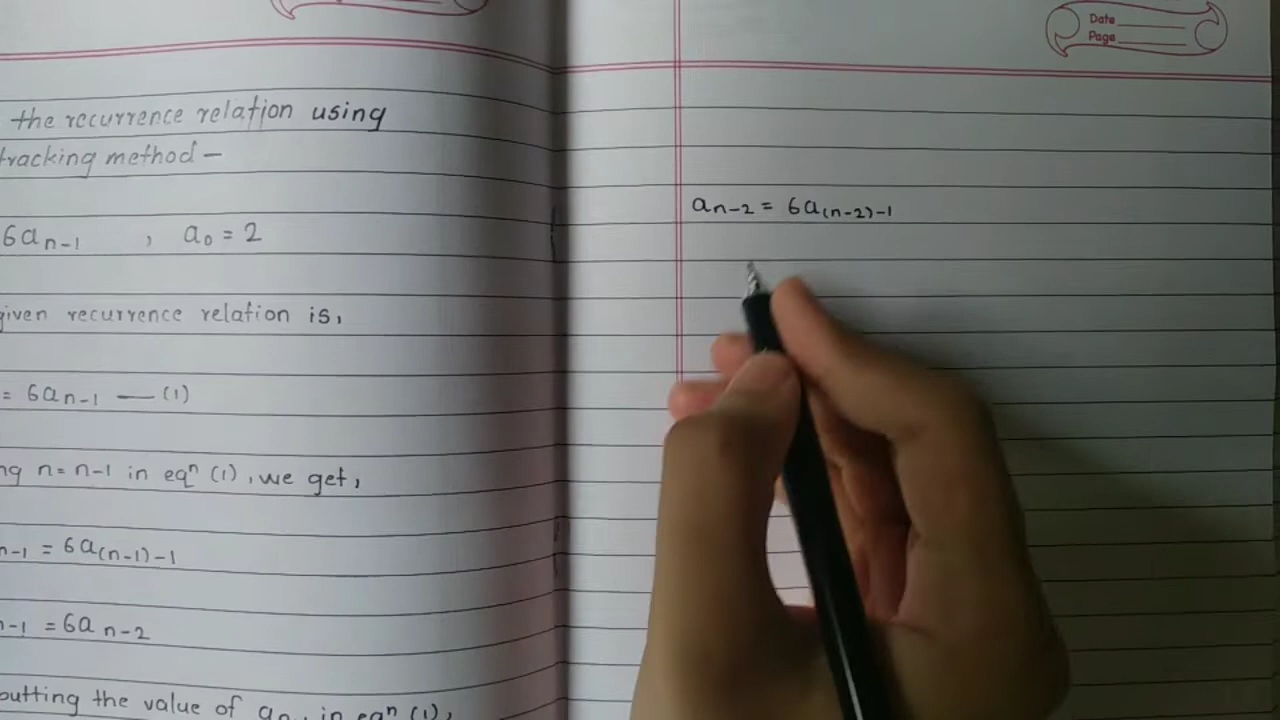 the recurrence relation using
tracking method –
6aₙ₋₁ , a₀ = 2
given recurrence relation is,
= 6aₙ₋₁ — (1)
n = n-1 in eqⁿ (1), we get,
n-1 = 6a₍ₙ₋₁₎₋₁
n-1 = 6aₙ₋₂
putting the value of in eqⁿ (1),
Date
Page
aₙ₋₂ = 6a₍ₙ₋₂₎₋₁